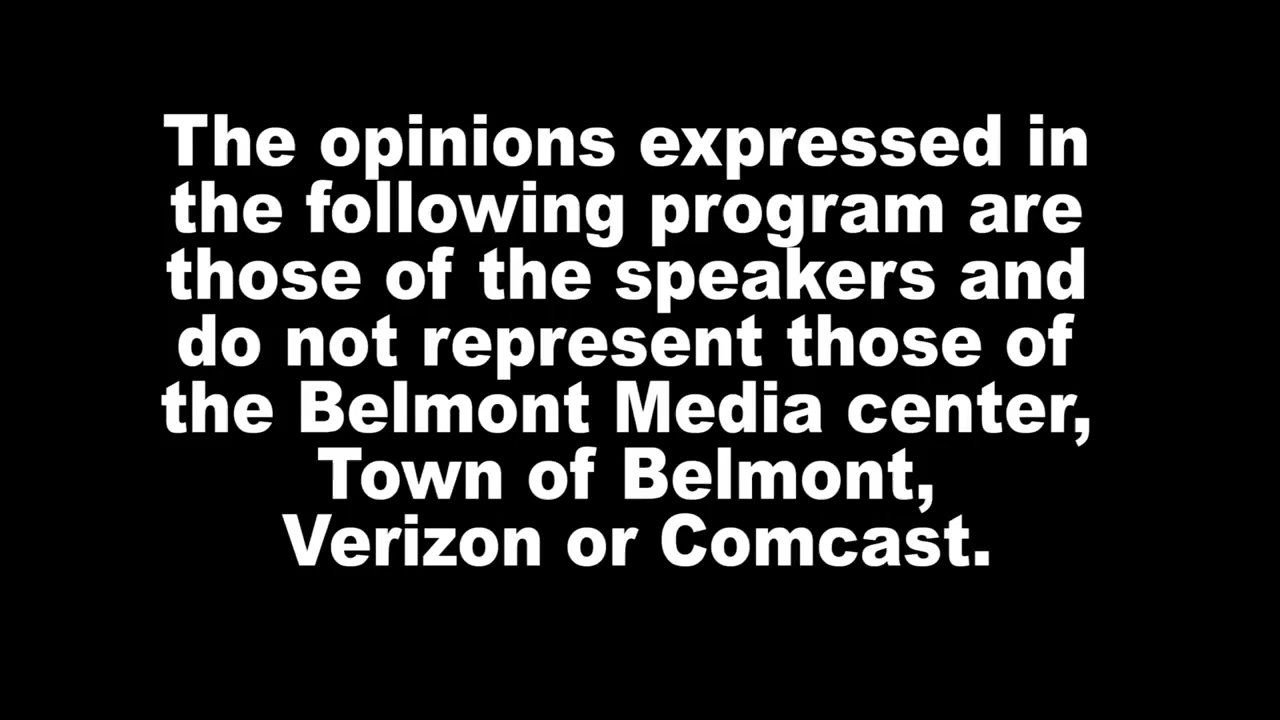 The opinions expressed in
the following program are
those of the speakers and
do not represent those of
the Belmont Media center,
Town of Belmont,
Verizon or Comcast.